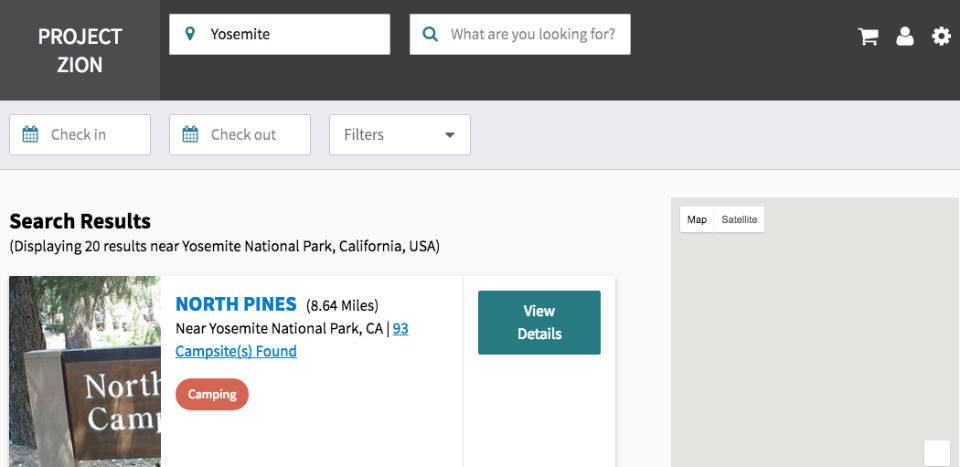 PROJECT
ZION
Yosemite
What are you looking for?
Check in
Check out
Filters
Search Results
(Displaying 20 results near Yosemite National Park, California, USA)
Map Satellite
NORTH PINES (8.64 Miles)
Near Yosemite National Park, CA | 93
Campsite(s) Found
Camping
View
Details
North
Camp